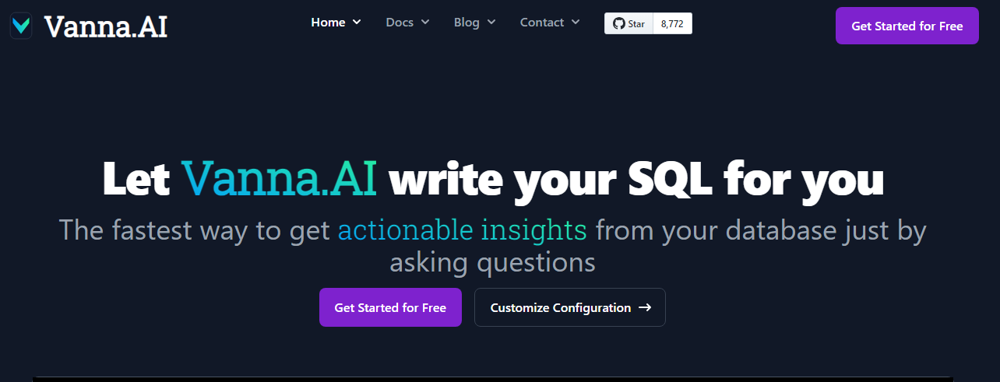 Vanna.AI
Home
Docs
Blog
Contact
Star
8,772
Get Started for Free
Let Vanna.AI write your SQL for you
The fastest way to get actionable insights from your database just by
asking questions
Get Started for Free
Customize Configuration →